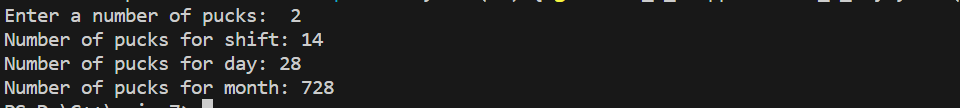 Enter a number of pucks:  2
Number of pucks for shift: 14
Number of pucks for day: 28
Number of pucks for month: 728